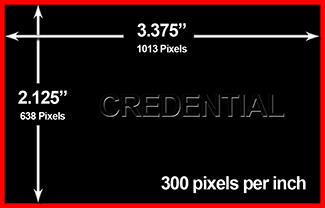 3.375”
1013 Pixels
2.125”
638 Pixels
CREDENTIAL
300 pixels per inch